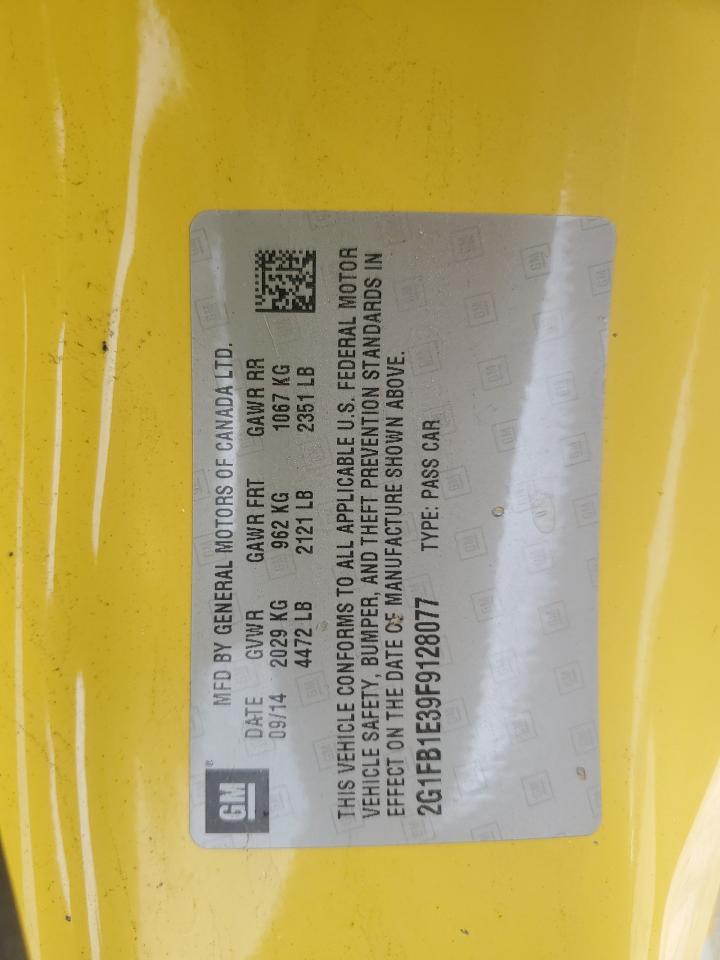 GM®
MFD BY GENERAL MOTORS OF CANADA LTD.
DATE GVWR GAWR FRT GAWR RR
09/14 2029 KG 962 KG 1067 KG
4472 LB 2121 LB 2351 LB
THIS VEHICLE CONFORMS TO ALL APPLICABLE U.S. FEDERAL MOTOR
VEHICLE SAFETY, BUMPER, AND THEFT PREVENTION STANDARDS IN
EFFECT ON THE DATE OF MANUFACTURE SHOWN ABOVE.
2G1FB1E39F9128077 TYPE: PASS CAR